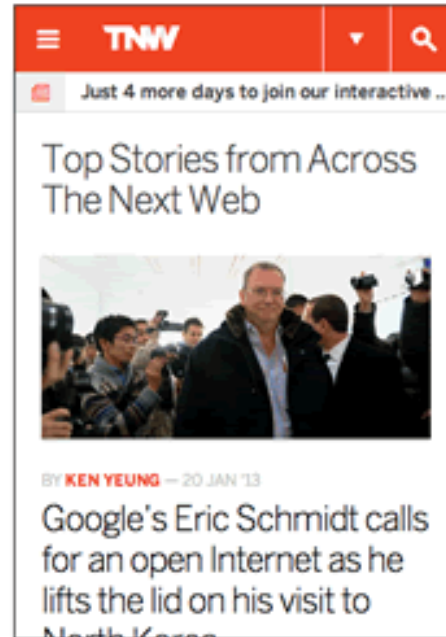 TNW
Just 4 more days to join our interactive ..
Top Stories from Across
The Next Web
BY KEN YEUNG — 20 JAN '13
Google's Eric Schmidt calls
for an open Internet as he
lifts the lid on his visit to
North Korea